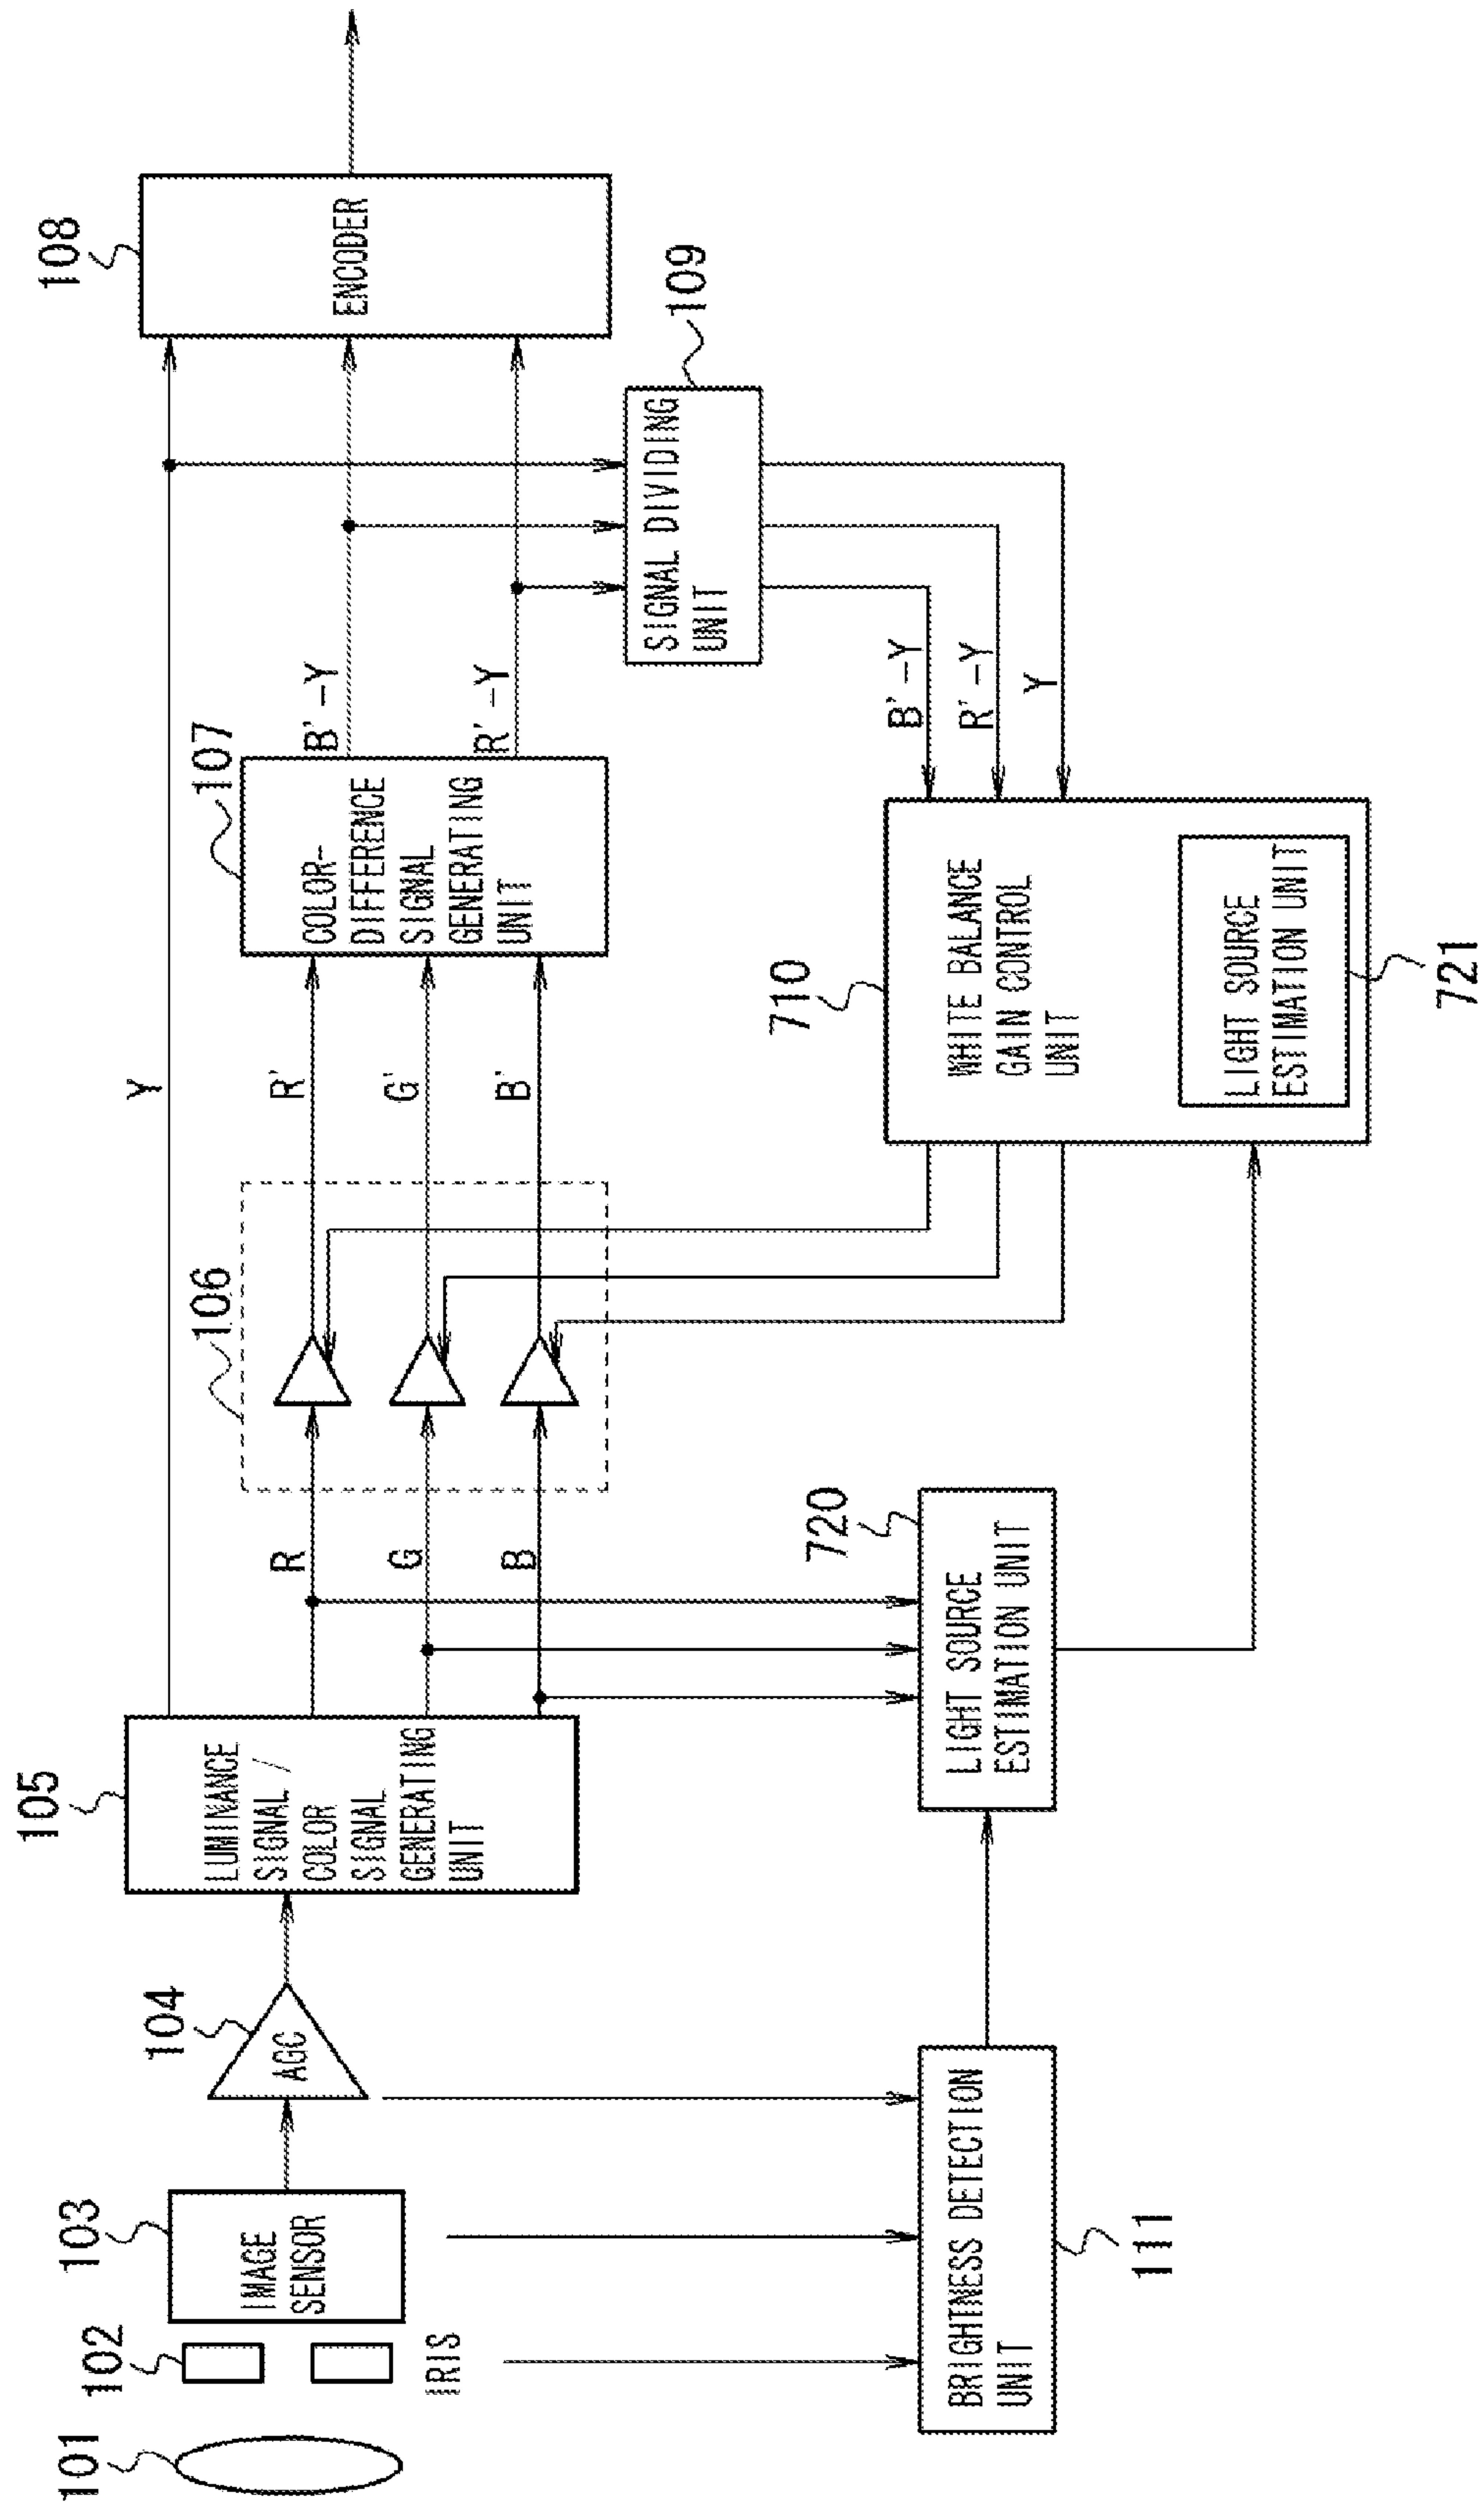 101
102
IRIS
103
IMAGE
SENSOR
104
AGC
105
LUMINANCE
SIGNAL /
COLOR
SIGNAL
GENERATING
UNIT
Y
R
G
B
106
R'
G'
B'
107
COLOR-
DIFFERENCE
SIGNAL
GENERATING
UNIT
B'-Y
R'-Y
108
ENCODER
109
SIGNAL DIVIDING
UNIT
B'-Y
R'-Y
Y
710
WHITE BALANCE
GAIN CONTROL
UNIT
LIGHT SOURCE
ESTIMATION UNIT
721
720
LIGHT SOURCE
ESTIMATION UNIT
BRIGHTNESS DETECTION
UNIT
111